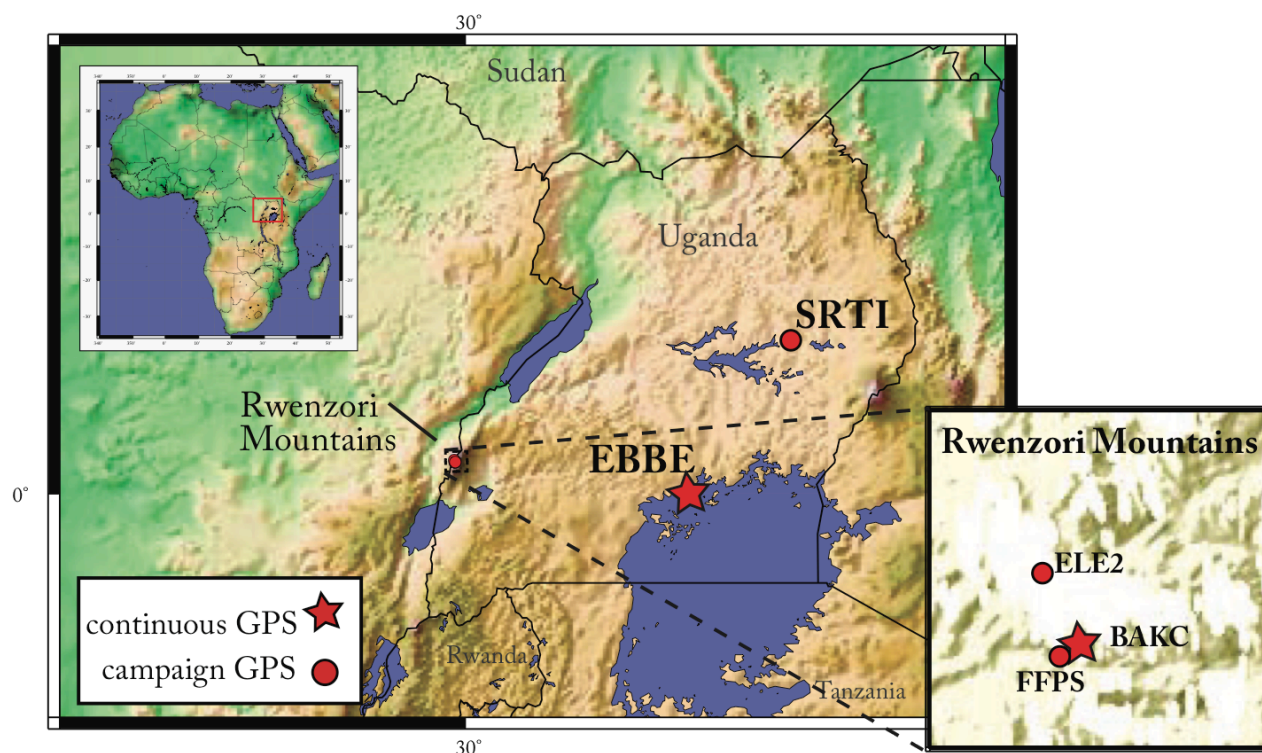 30°
Sudan
Uganda
SRTI
Rwenzori
Mountains
EBBE
0°
Rwenzori Mountains
ELE2
BAKC
FFPS
continuous GPS
campaign GPS
Rwanda
Tanzania
30°